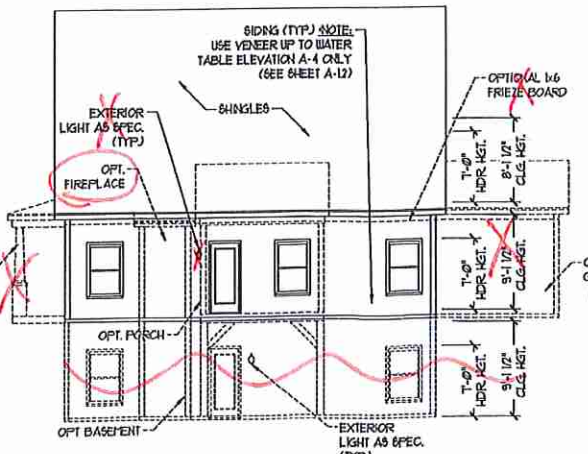 SIDING (TYP.) NOTE:
USE VENEER UP TO WATER
TABLE ELEVATION A-4 ONLY
(SEE SHEET A-1.2)
SHINGLES
EXTERIOR
LIGHT AS SPEC.
(TYP.)
OPT.
FIREPLACE
OPTIONAL 1x6
FRIEZE BOARD
7'-0"
HDR. HGT.
8'-1 1/2"
CLG. HGT.
7'-0"
HDR. HGT.
9'-1 1/2"
CLG. HGT.
OPT. PORCH
7'-0"
HDR. HGT.
9'-1 1/2"
CLG. HGT.
OPT BASEMENT
EXTERIOR
LIGHT AS SPEC.